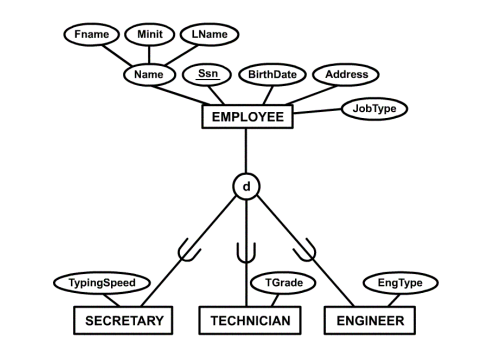 Fname
Minit
LName
Name
Ssn
BirthDate
Address
JobType
EMPLOYEE
d
TypingSpeed
TGrade
EngType
SECRETARY
TECHNICIAN
ENGINEER